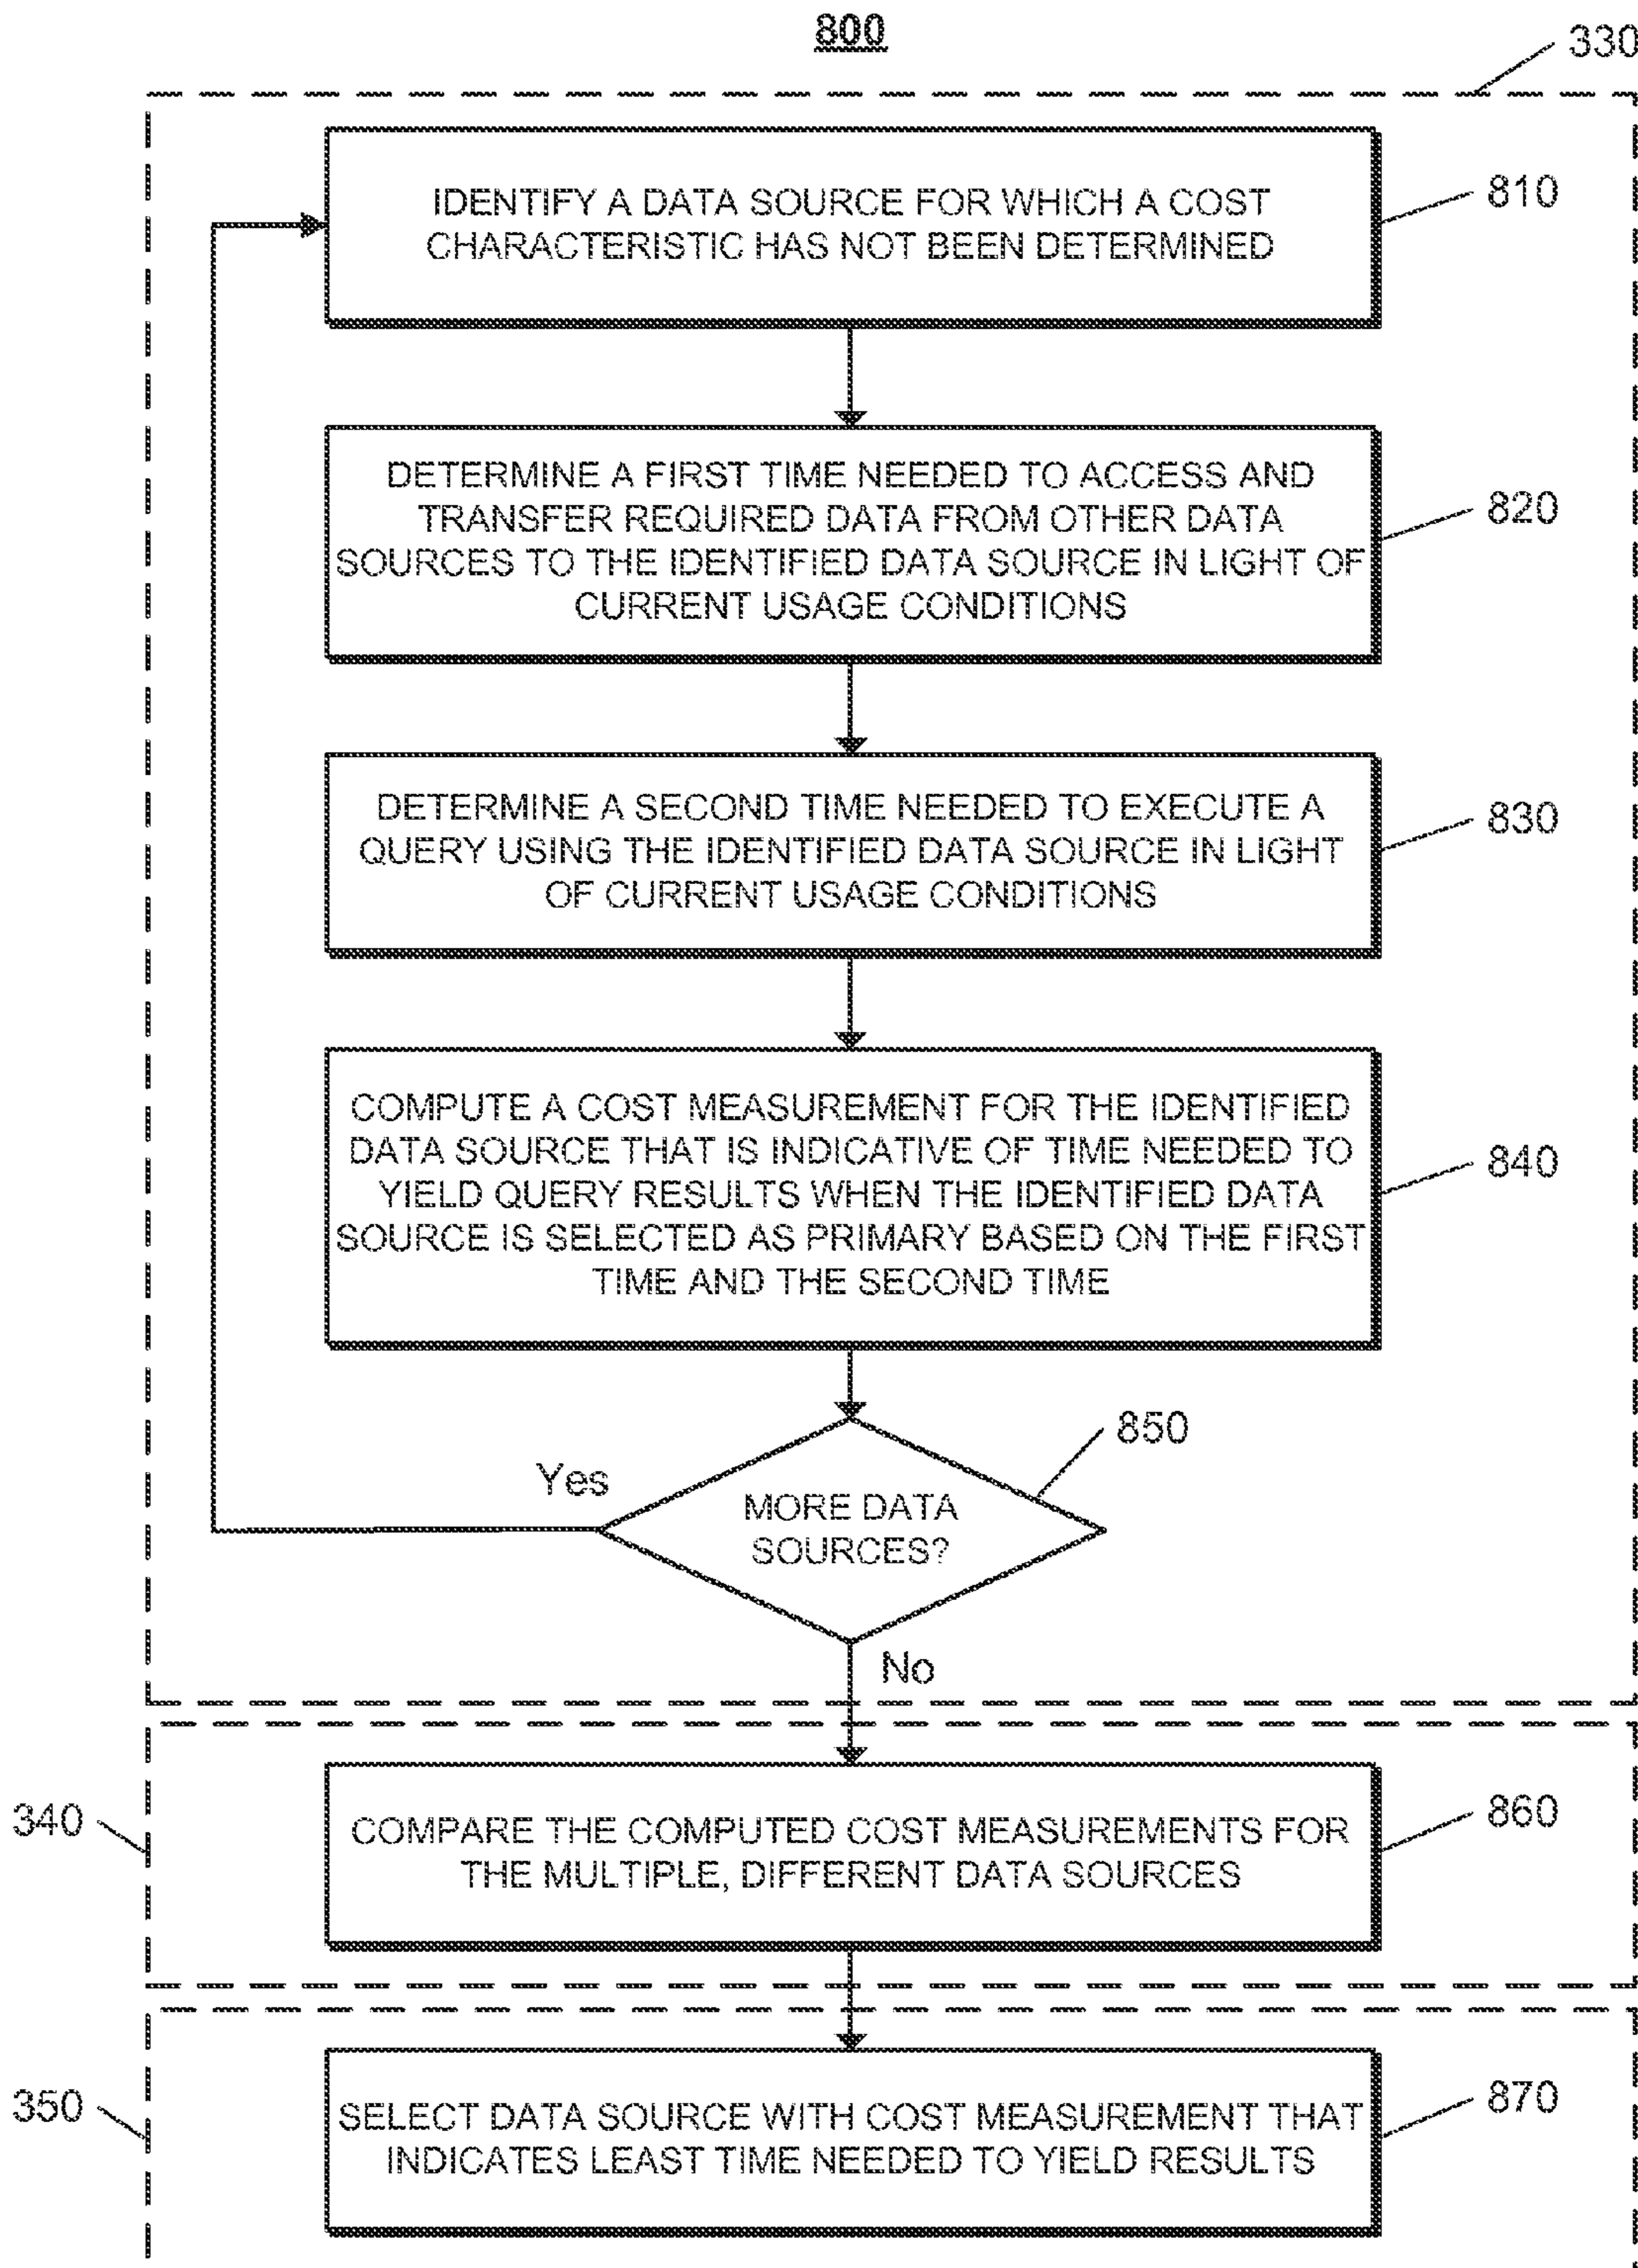 800
330
IDENTIFY A DATA SOURCE FOR WHICH A COST
CHARACTERISTIC HAS NOT BEEN DETERMINED
810
DETERMINE A FIRST TIME NEEDED TO ACCESS AND
TRANSFER REQUIRED DATA FROM OTHER DATA
SOURCES TO THE IDENTIFIED DATA SOURCE IN LIGHT OF
CURRENT USAGE CONDITIONS
820
DETERMINE A SECOND TIME NEEDED TO EXECUTE A
QUERY USING THE IDENTIFIED DATA SOURCE IN LIGHT
OF CURRENT USAGE CONDITIONS
830
COMPUTE A COST MEASUREMENT FOR THE IDENTIFIED
DATA SOURCE THAT IS INDICATIVE OF TIME NEEDED TO
YIELD QUERY RESULTS WHEN THE IDENTIFIED DATA
SOURCE IS SELECTED AS PRIMARY BASED ON THE FIRST
TIME AND THE SECOND TIME
840
850
Yes
MORE DATA
SOURCES?
No
340
COMPARE THE COMPUTED COST MEASUREMENTS FOR
THE MULTIPLE, DIFFERENT DATA SOURCES
860
350
SELECT DATA SOURCE WITH COST MEASUREMENT THAT
INDICATES LEAST TIME NEEDED TO YIELD RESULTS
870